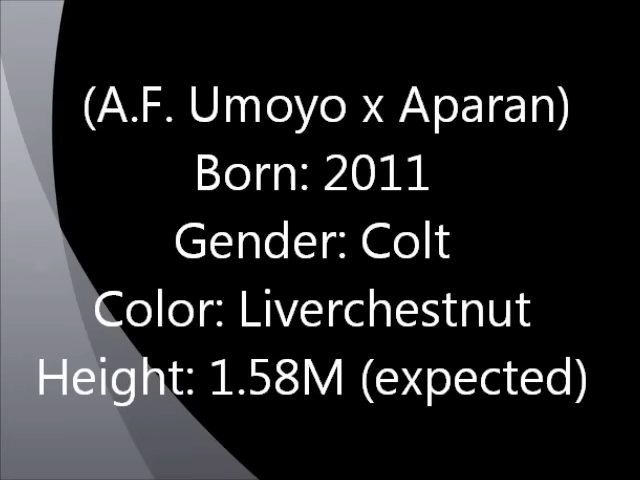 (A.F. Umoyo x Aparan)
Born: 2011
Gender: Colt
Color: Liverchestnut
Height: 1.58M (expected)